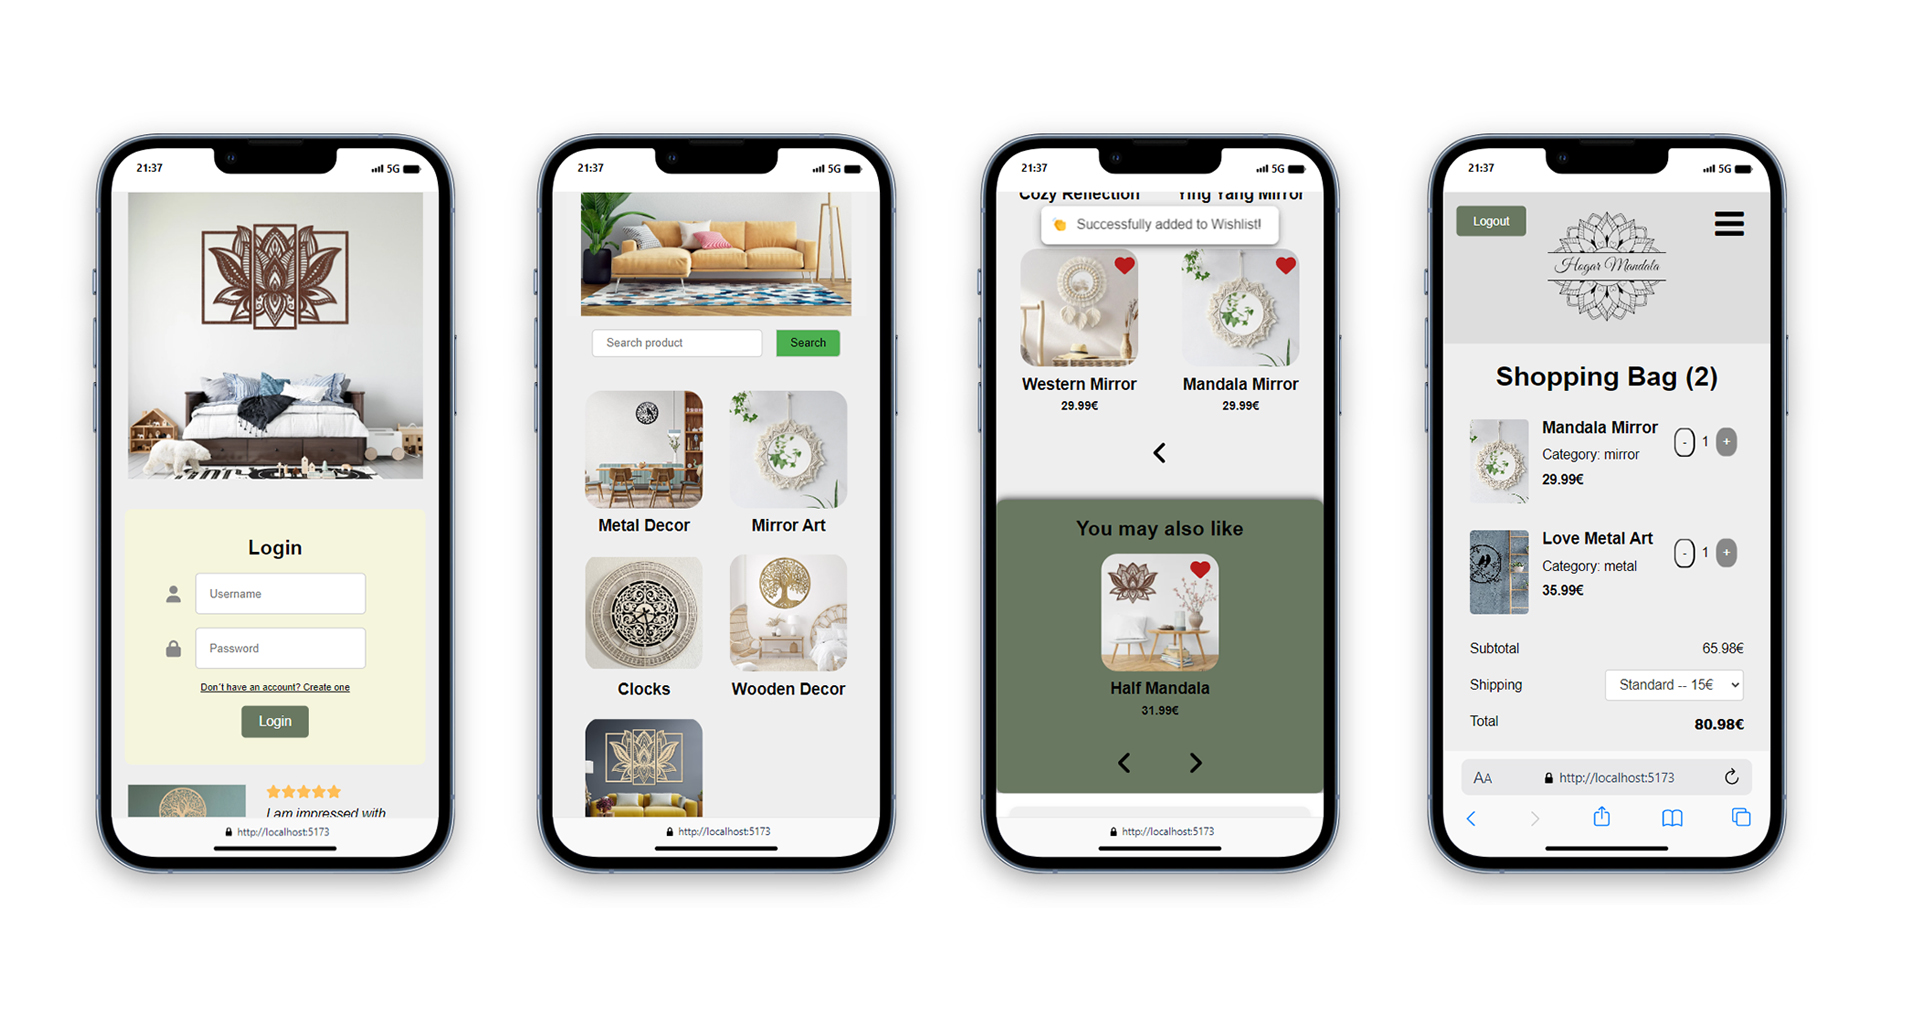 21:37
5G
Login
Username
Password
Don't have an account? Create one
Login
I am impressed with
http://localhost:5173
21:37
5G
Search product
Search
Metal Decor
Mirror Art
Clocks
Wooden Decor
http://localhost:5173
21:37
5G
Cozy Reflection
Ying Yang Mirror
Successfully added to Wishlist!
Western Mirror
29.99€
Mandala Mirror
29.99€
You may also like
Half Mandala
31.99€
http://localhost:5173
21:37
5G
Logout
Hogar Mandala
Shopping Bag (2)
Mandala Mirror
Category: mirror
29.99€
- 1 +
Love Metal Art
Category: metal
35.99€
- 1 +
Subtotal
65.98€
Shipping
Standard -- 15€
Total
80.98€
AA
http://localhost:5173